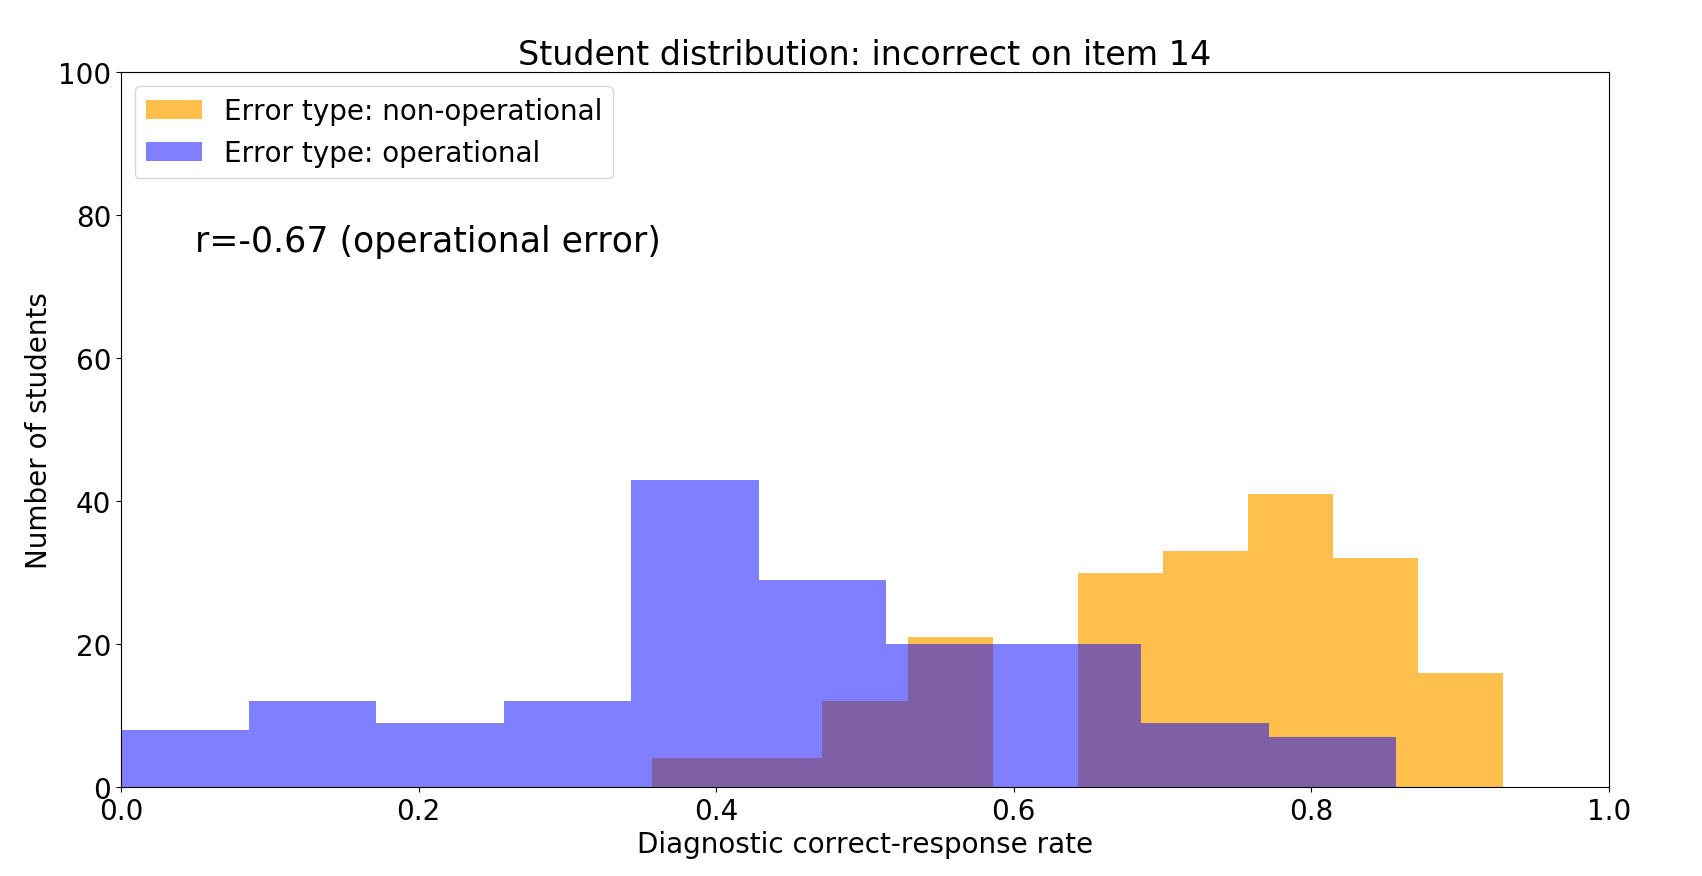 Student distribution: incorrect on item 14
Error type: non-operational
Error type: operational
r=-0.67 (operational error)
Number of students
100
80
60
40
20
0
0.0 0.2 0.4 0.6 0.8 1.0
Diagnostic correct-response rate